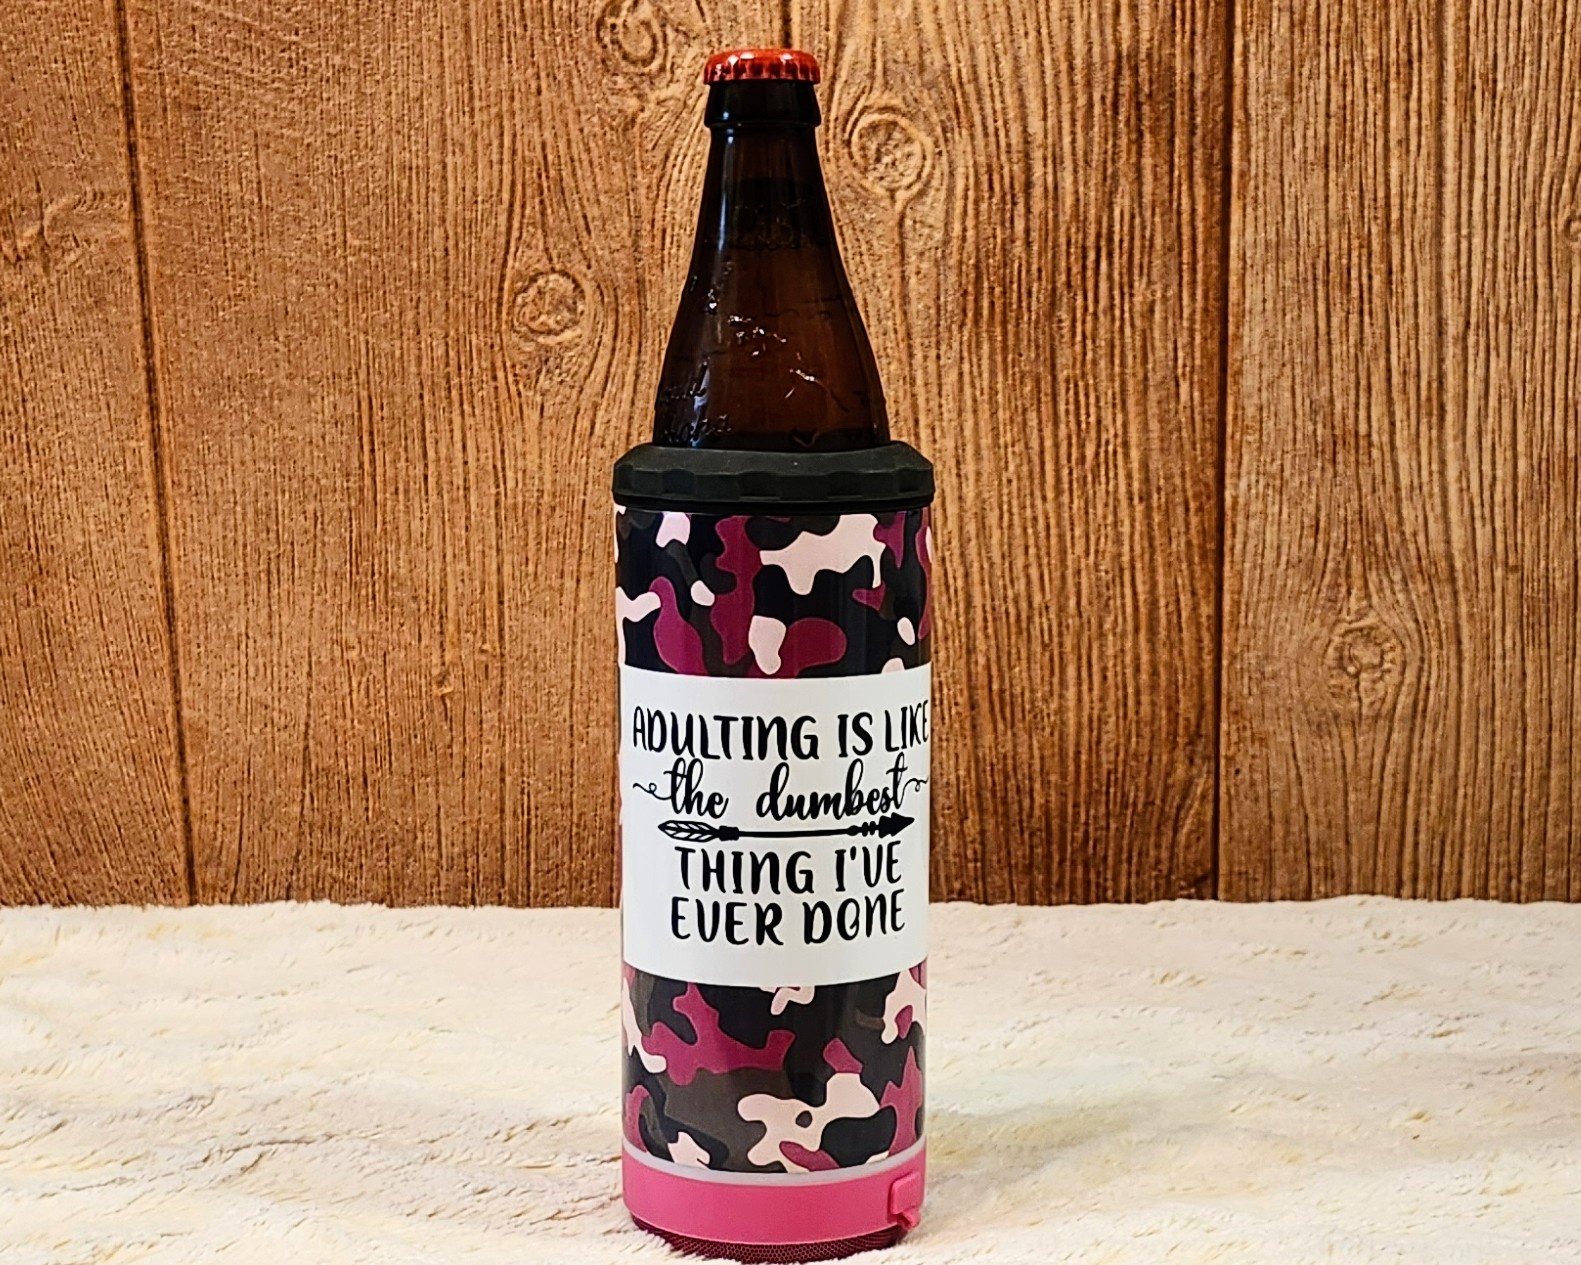 ADULTING IS LIKE
the dumbest
THING I'VE
EVER DONE